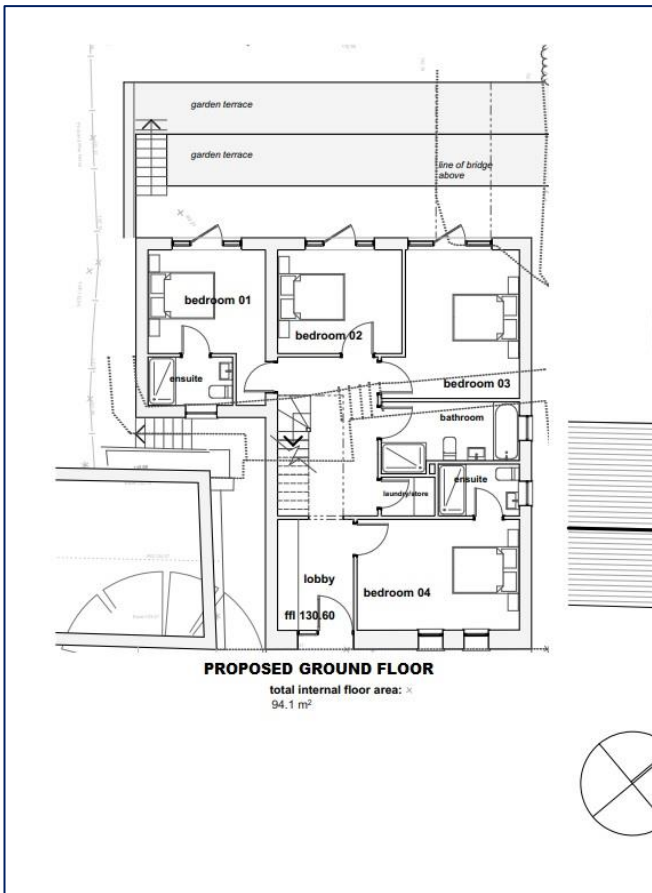 garden terrace
garden terrace
line of bridge
above
bedroom 01
bedroom 02
bedroom 03
ensuite
bathroom
ensuite
laundry/store
lobby
bedroom 04
ffl 130.60
PROPOSED GROUND FLOOR
total internal floor area:
94.1 m²